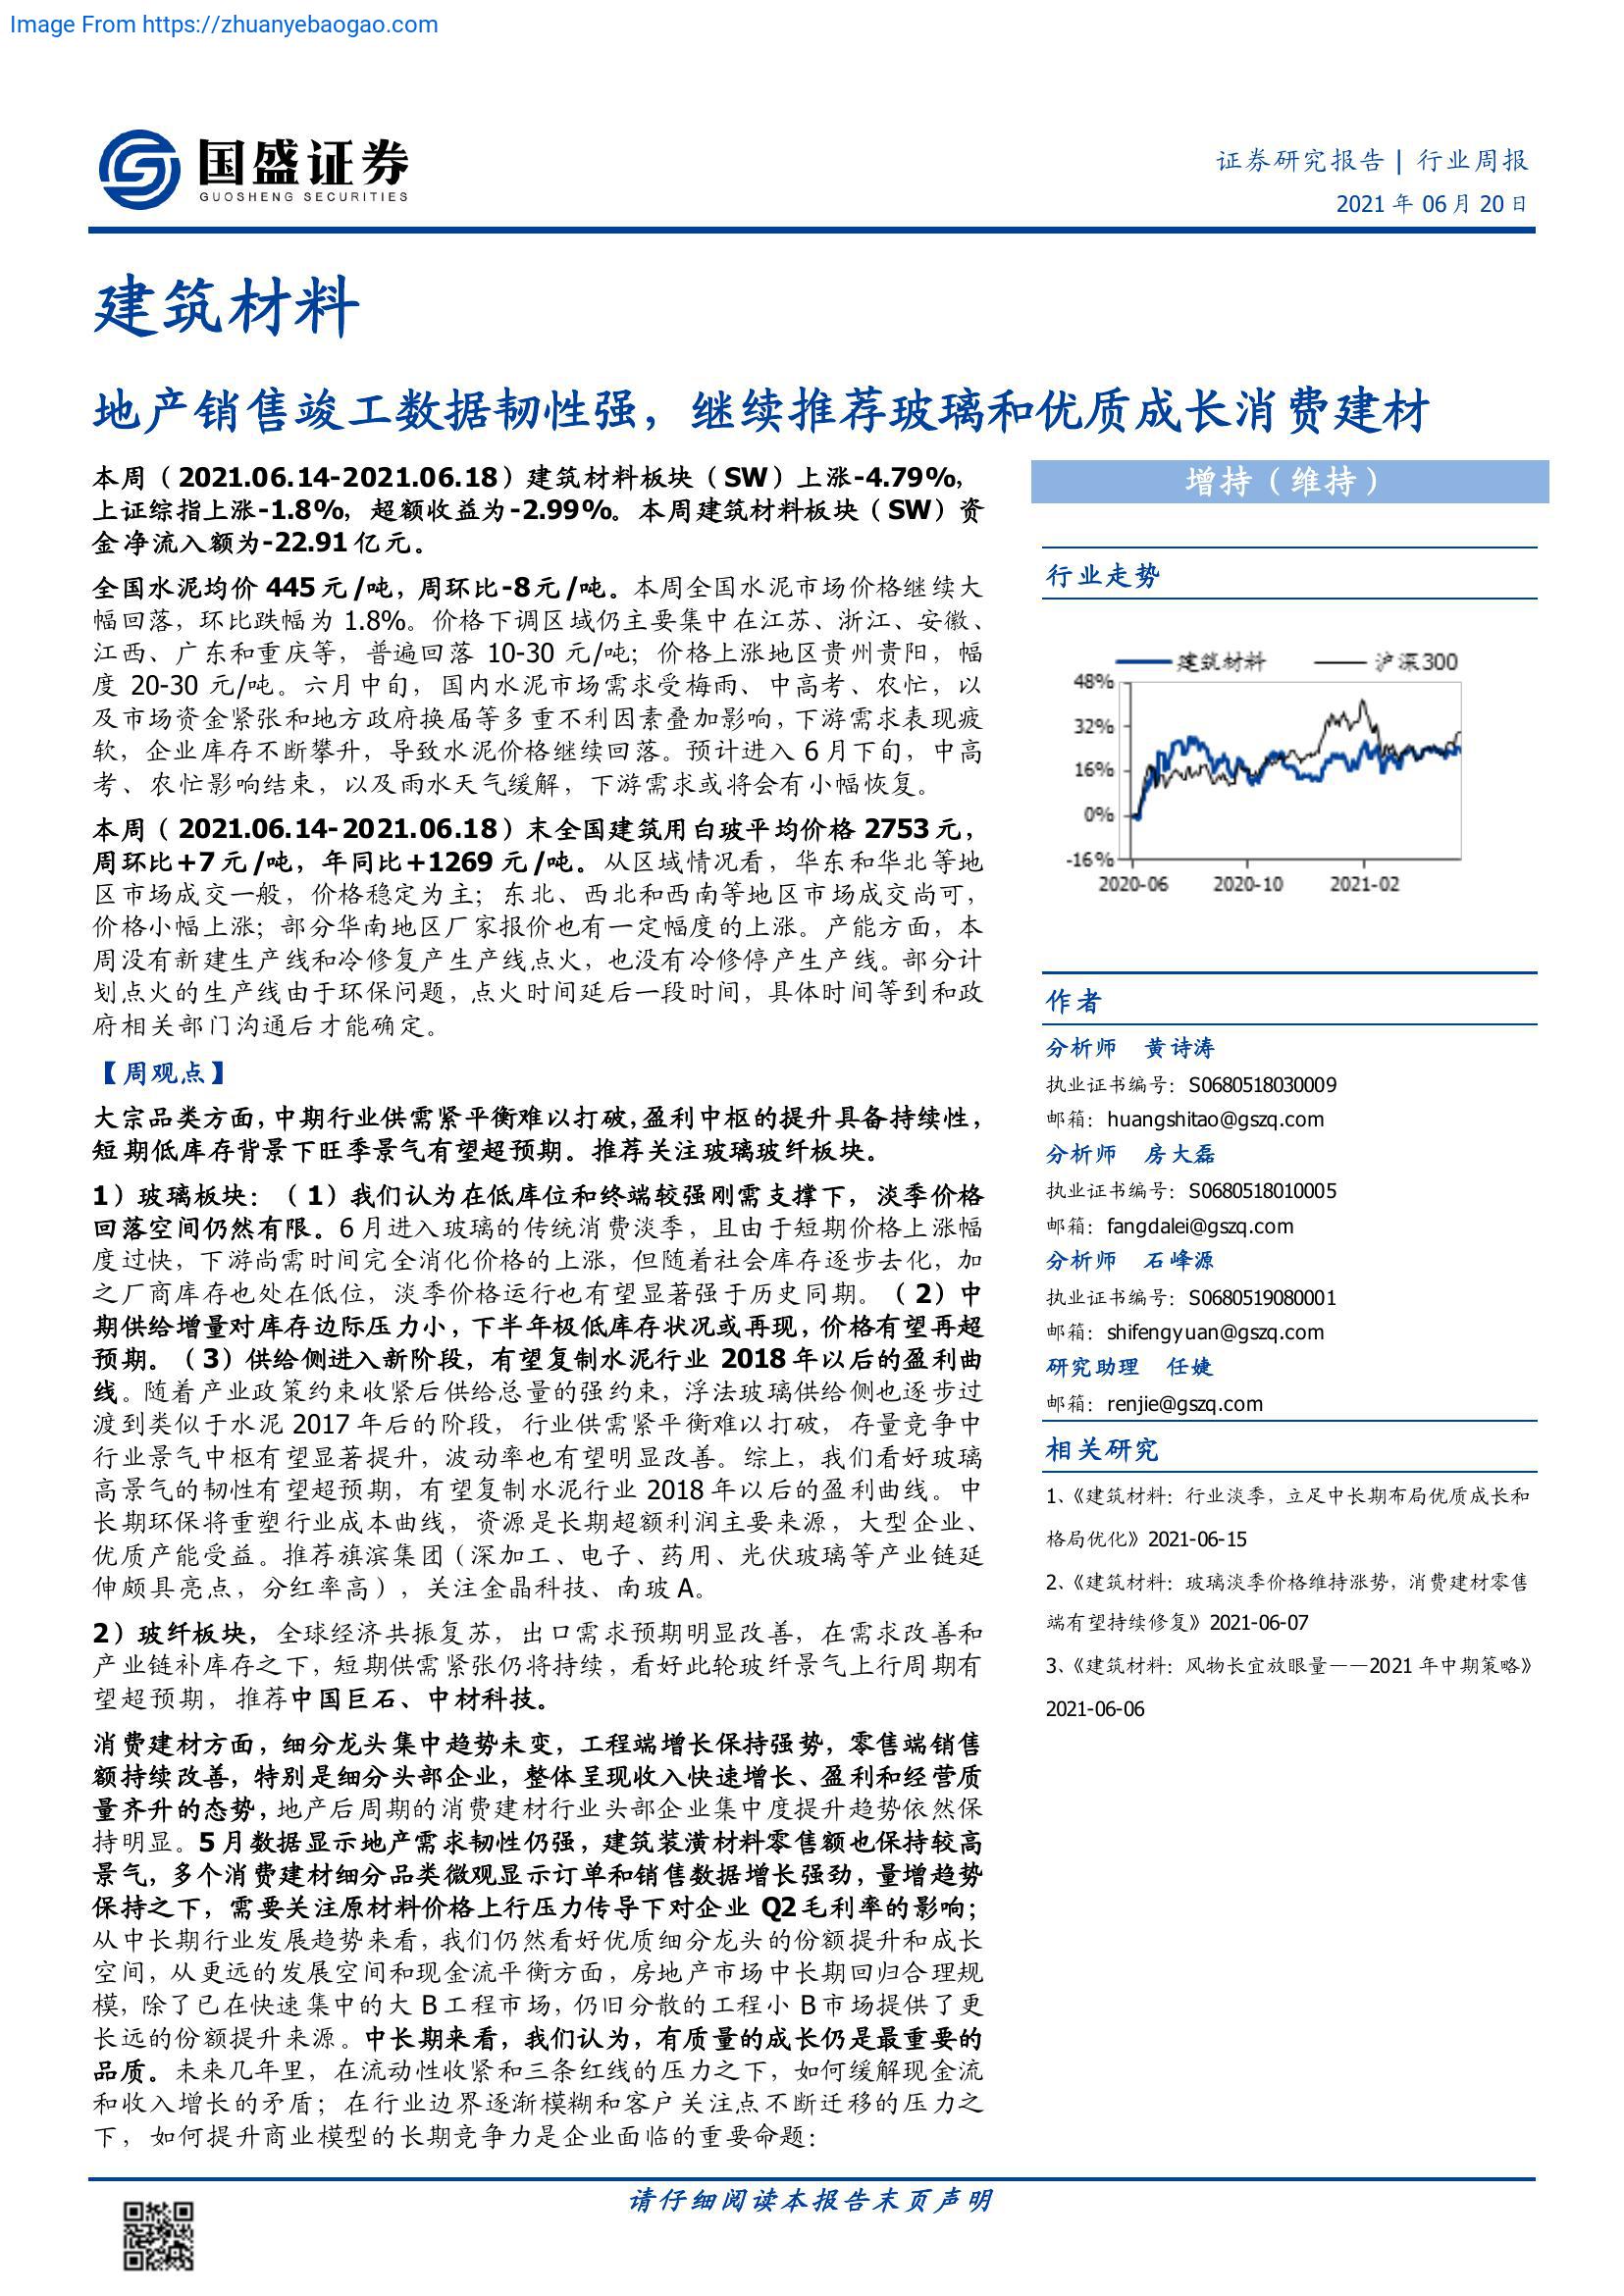 Image From https://zhuanyebaogao.com
国盛证券
GUOSHENG SECURITIES
证券研究报告 | 行业周报
2021 年 06 月 20 日
建筑材料
地产销售竣工数据韧性强，继续推荐玻璃和优质成长消费建材
本周（2021.06.14-2021.06.18）建筑材料板块（SW）上涨-4.79%，
上证综指上涨-1.8%，超额收益为-2.99%。本周建筑材料板块（SW）资
金净流入额为-22.91 亿元。
全国水泥均价 445 元/吨，周环比-8 元/吨。本周全国水泥市场价格继续大
幅回落，环比跌幅为 1.8%。价格下调区域仍主要集中在江苏、浙江、安徽、
江西、广东和重庆等，普遍回落 10-30 元/吨；价格上涨地区贵州贵阳，幅
度 20-30 元/吨。六月中旬，国内水泥市场需求受梅雨、中高考、农忙，以
及市场资金紧张和地方政府换届等多重不利因素叠加影响，下游需求表现疲
软，企业库存不断攀升，导致水泥价格继续回落。预计进入 6 月下旬，中高
考、农忙影响结束，以及雨水天气缓解，下游需求或将会有小幅恢复。
本周（2021.06.14-2021.06.18）末全国建筑用白玻平均价格 2753 元，
周环比+7 元/吨，年同比+1269 元/吨。从区域情况看，华东和华北等地
区市场成交一般，价格稳定为主；东北、西北和西南等地区市场成交尚可，
价格小幅上涨；部分华南地区厂家报价也有一定幅度的上涨。产能方面，本
周没有新建生产线和冷修复产生产线点火，也没有冷修停产生产线。部分计
划点火的生产线由于环保问题，点火时间延后一段时间，具体时间等到和政
府相关部门沟通后才能确定。
【周观点】
大宗品类方面，中期行业供需紧平衡难以打破，盈利中枢的提升具备持续性，
短期低库存背景下旺季景气有望超预期。推荐关注玻璃玻纤板块。
1）玻璃板块：（1）我们认为在低库位和终端较强刚需支撑下，淡季价格
回落空间仍然有限。6 月进入玻璃的传统消费淡季，且由于短期价格上涨幅
度过快，下游尚需时间完全消化价格的上涨，但随着社会库存逐步去化，加
之厂商库存也处在低位，淡季价格运行也有望显著强于历史同期。（2）中
期供给增量对库存边际压力小，下半年极低库存状况或再现，价格有望再超
预期。（3）供给侧进入新阶段，有望复制水泥行业 2018 年以后的盈利曲
线。随着产业政策约束收紧后供给总量的强约束，浮法玻璃供给侧也逐步过
渡到类似于水泥 2017 年后的阶段，行业供需紧平衡难以打破，存量竞争中
行业景气中枢有望显著提升，波动率也有望明显改善。综上，我们看好玻璃
高景气的韧性有望超预期，有望复制水泥行业 2018 年以后的盈利曲线。中
长期环保将重塑行业成本曲线，资源是长期超额利润主要来源，大型企业、
优质产能受益。推荐旗滨集团（深加工、电子、药用、光伏玻璃等产业链延
伸颇具亮点，分红率高），关注金晶科技、南玻 A。
2）玻纤板块，全球经济共振复苏，出口需求预期明显改善，在需求改善和
产业链补库存之下，短期供需紧张仍将持续，看好此轮玻纤景气上行周期有
望超预期，推荐中国巨石、中材科技。
消费建材方面，细分龙头集中趋势未变，工程端增长保持强势，零售端销售
额持续改善，特别是细分头部企业，整体呈现收入快速增长、盈利和经营质
量齐升的态势，地产后周期的消费建材行业头部企业集中度提升趋势依然保
持明显。5 月数据显示地产需求韧性仍强，建筑装潢材料零售额也保持较高
景气，多个消费建材细分品类微观显示订单和销售数据增长强劲，量增趋势
保持之下，需要关注原材料价格上行压力传导下对企业 Q2 毛利率的影响；
从中长期行业发展趋势来看，我们仍然看好优质细分龙头的份额提升和成长
空间，从更远的发展空间和现金流平衡方面，房地产市场中长期回归合理规
模，除了已在快速集中的大 B 工程市场，仍旧分散的工程小 B 市场提供了更
长远的份额提升来源。中长期来看，我们认为，有质量的成长仍是最重要的
品质。未来几年里，在流动性收紧和三条红线的压力之下，如何缓解现金流
和收入增长的矛盾；在行业边界逐渐模糊和客户关注点不断迁移的压力之
下，如何提升商业模型的长期竞争力是企业面临的重要命题：
增持（维持）
行业走势
建筑材料 沪深300
48%
32%
16%
0%
-16%
2020-06 2020-10 2021-02
作者
分析师 黄诗涛
执业证书编号：S0680518030009
邮箱：huangshitao@gszq.com
分析师 房大磊
执业证书编号：S0680518010005
邮箱：fangdalei@gszq.com
分析师 石峰源
执业证书编号：S0680519080001
邮箱：shifengyuan@gszq.com
研究助理 任婕
邮箱：renjie@gszq.com
相关研究
1、《建筑材料：行业淡季，立足中长期布局优质成长和
格局优化》2021-06-15
2、《建筑材料：玻璃淡季价格维持涨势，消费建材零售
端有望持续修复》2021-06-07
3、《建筑材料：风物长宜放眼量——2021 年中期策略》
2021-06-06
请仔细阅读本报告末页声明